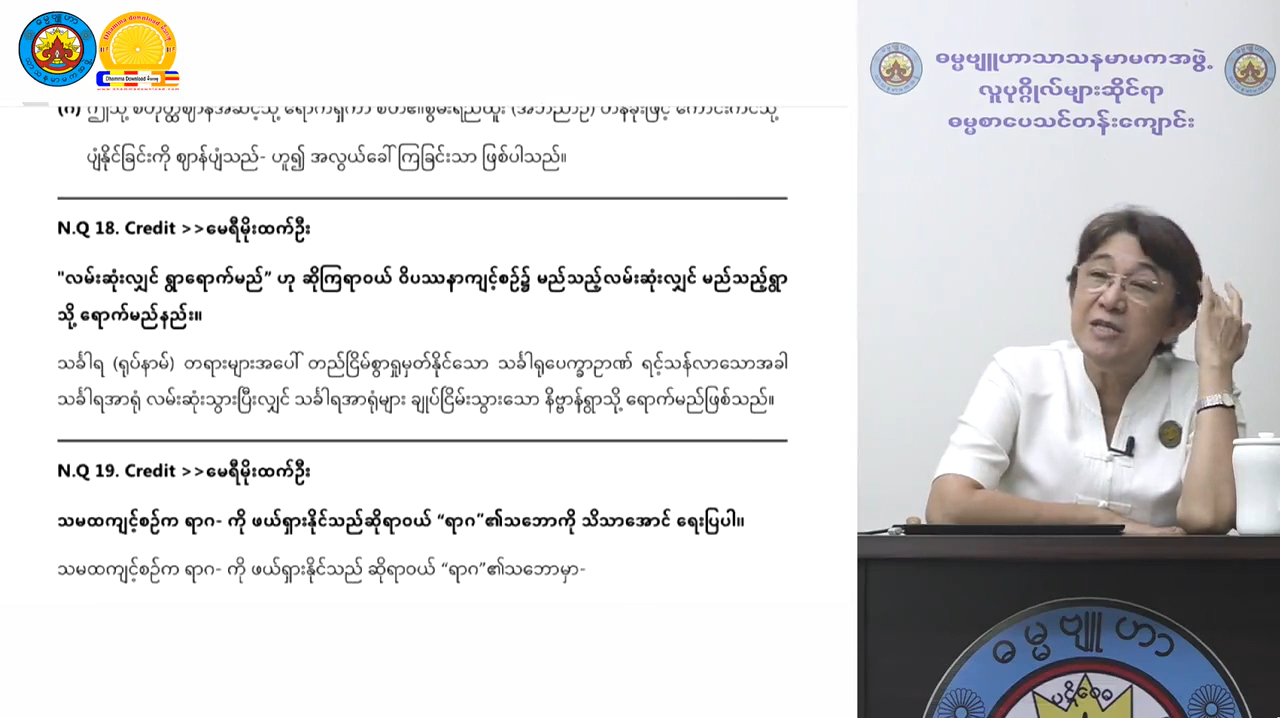 ပျံနိုင်ခြင်းကို ဈာန်ပျံသည်- ဟူ၍ အလွယ်ခေါ်ကြခြင်းသာ ဖြစ်ပါသည်။
N.Q 18. Credit >>မေရီမိုးထက်ဦး
"လမ်းဆုံးလျှင် ရွာရောက်မည်” ဟု ဆိုကြရာဝယ် ဝိပဿနာကျင့်စဉ်၌ မည်သည့်လမ်းဆုံးလျှင် မည်သည့်ရွာ
သို့ ရောက်မည်နည်း။
သင်္ခါရ (ရုပ်နာမ်) တရားများအပေါ် တည်ငြိမ်စွာရှုမှတ်နိုင်သော သင်္ခါရုပေက္ခာဉာဏ် ရင့်သန်လာသောအခါ
သင်္ခါရအာရုံ လမ်းဆုံးသွားပြီးလျှင် သင်္ခါရအာရုံများ ချုပ်ငြိမ်းသွားသော နိဗ္ဗာန်ရွာသို့ ရောက်မည်ဖြစ်သည်။
N.Q 19. Credit >>မေရီမိုးထက်ဦး
သမထကျင့်စဉ်က ရာဂ- ကို ဖယ်ရှားနိုင်သည်ဆိုရာဝယ် “ရာဂ”၏သဘောကို သိသာအောင် ရေးပြပါ။
သမထကျင့်စဉ်က ရာဂ- ကို ဖယ်ရှားနိုင်သည် ဆိုရာဝယ် “ရာဂ”၏သဘောမှာ-
ဓမ္မဗျူဟာသာသနမာမကအဖွဲ့
လူပုဂ္ဂိုလ်များဆိုင်ရာ
ဓမ္မစာပေသင်တန်းကျောင်း
ဓမ္မဗျူဟာ